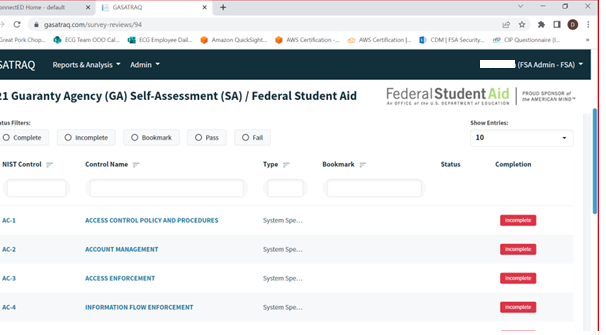 onnectED Home - default
GASATRAQ
gasatraq.com/survey-reviews/94
Great Pork Chop...
ECG Team OOO Cal...
ECG Employee Dail...
Amazon QuickSight...
AWS Certification -...
AWS Certification |...
CDM | FSA Security...
CIP Questionnaire (I...
SATRAQ
Reports & Analysis
Admin
(FSA Admin - FSA)
21 Guaranty Agency (GA) Self-Assessment (SA) / Federal Student Aid
Federal Student Aid
An OFFICE of the U.S. DEPARTMENT of EDUCATION
PROUD SPONSOR of
the AMERICAN MIND™
tatus Filters:
Show Entries:
Complete
Incomplete
Bookmark
Pass
Fail
10
NIST Control
Control Name
Type
Bookmark
Status
Completion
AC-1
ACCESS CONTROL POLICY AND PROCEDURES
System Spe...
Incomplete
AC-2
ACCOUNT MANAGEMENT
System Spe...
Incomplete
AC-3
ACCESS ENFORCEMENT
System Spe...
Incomplete
AC-4
INFORMATION FLOW ENFORCEMENT
System Spe...
Incomplete